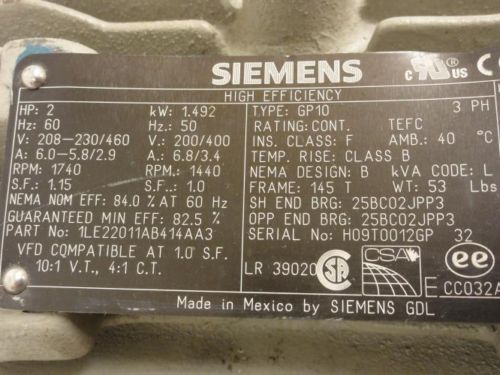 SIEMENS
c UL US
HIGH EFFICIENCY
HP: 2 kW: 1.492
Hz: 60 Hz.: 50
V: 208-230/460 V.: 200/400
A: 6.0-5.8/2.9 A.: 6.8/3.4
RPM: 1740 RPM: 1440
S.F.: 1.15 S.F..: 1.0
NEMA NOM EFF: 84.0 % AT 60 Hz
GUARANTEED MIN EFF: 82.5 %
PART No: 1LE22011AB414AA3
VFD COMPATIBLE AT 1.0 S.F.
10:1 V.T., 4:1 C.T.
TYPE: GP10 3 PH
RATING: CONT. TEFC
INS. CLASS: F AMB.: 40 °C
TEMP. RISE: CLASS B
NEMA DESIGN: B kVA CODE: L
FRAME: 145 T WT: 53 Lbs
SH END BRG: 25BC02JPP3
OPP END BRG: 25BC02JPP3
SERIAL No: H09T0012GP 32
LR 39020 SA CSA ee
E CC032A
Made in Mexico by SIEMENS GDL